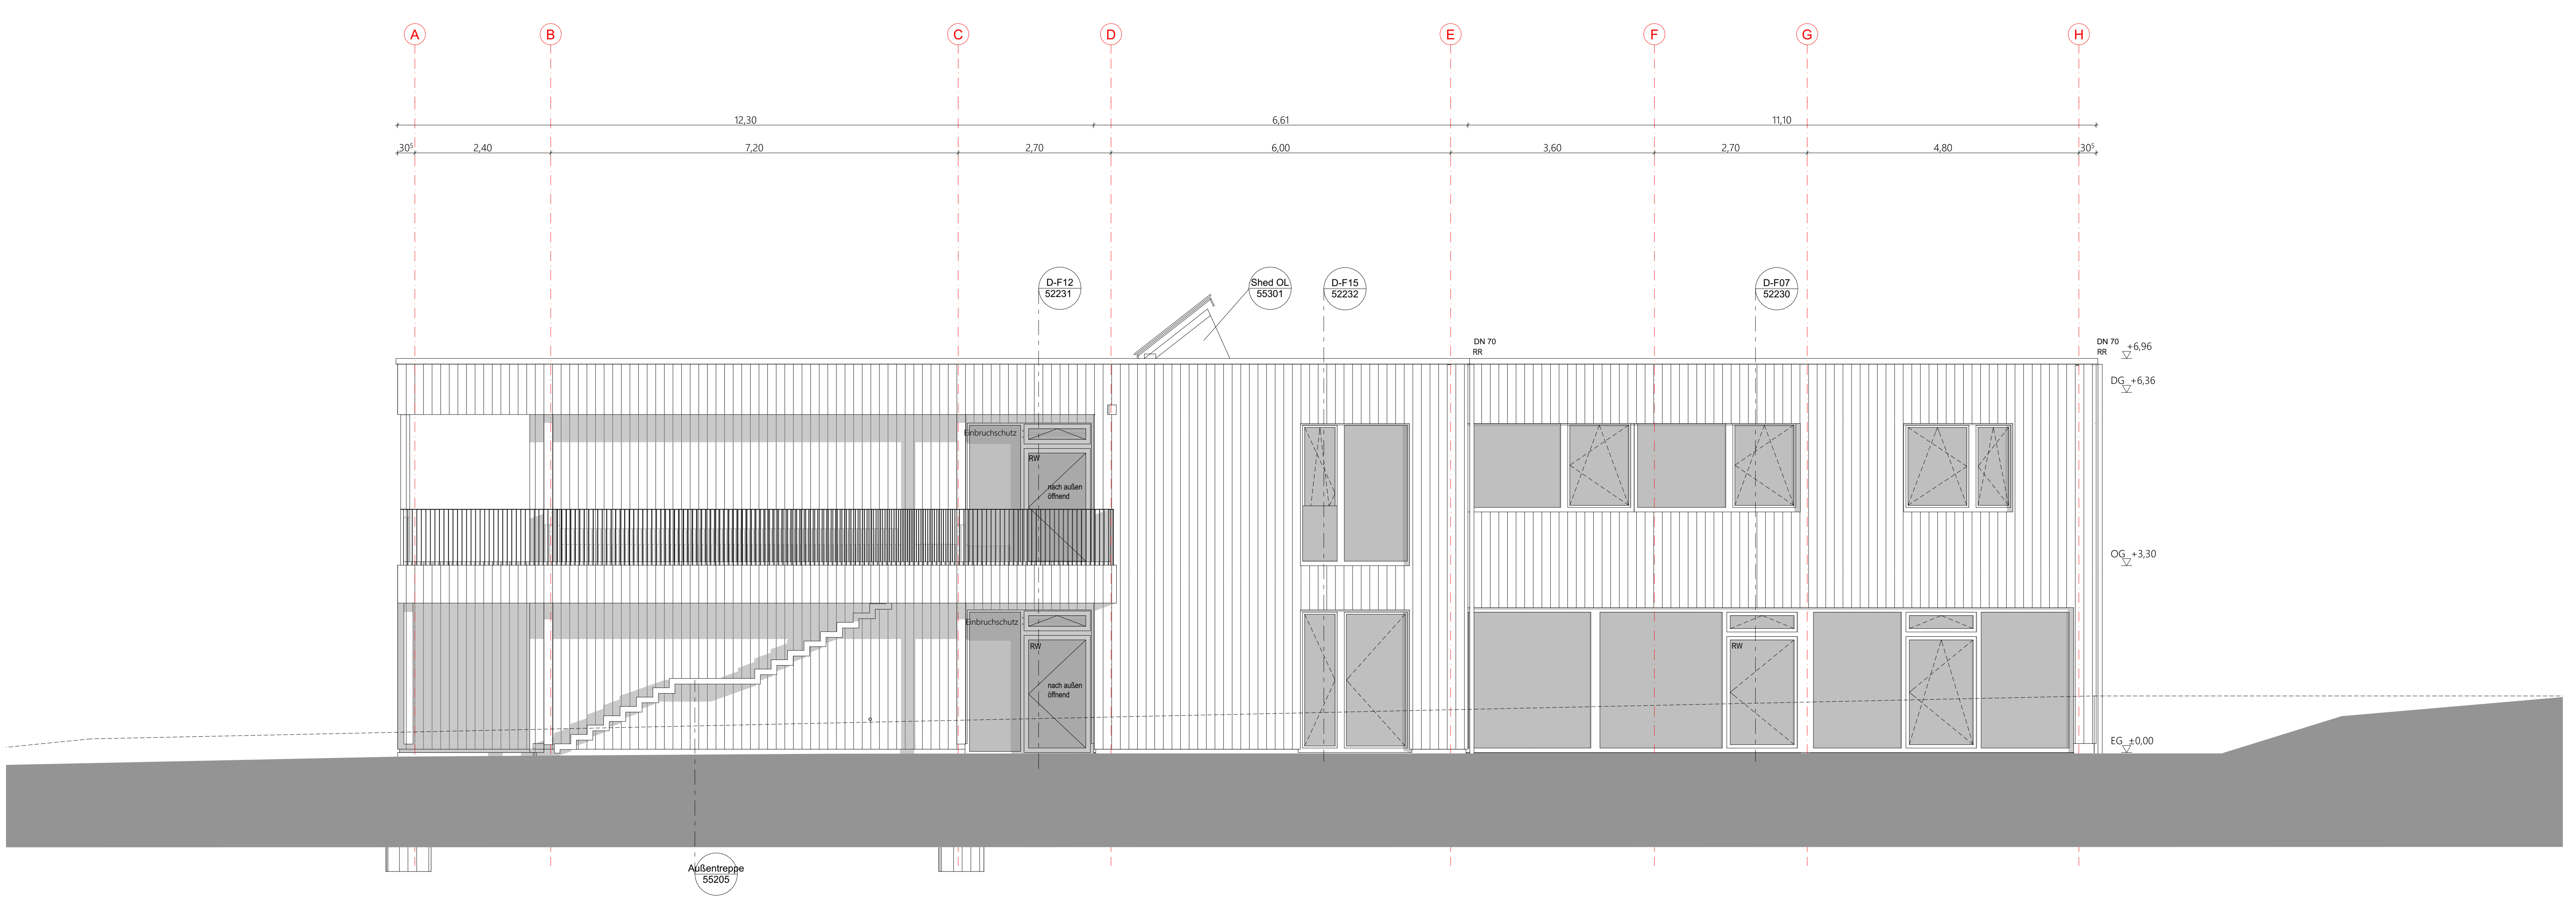 A
B
C
D
E
F
G
H
12,30
6,61
11,10
30⁵
2,40
7,20
2,70
6,00
3,60
2,70
4,80
30⁵
D-F12
52231
Shed OL
55301
D-F15
52232
D-F07
52230
DN 70
RR
DN 70
RR
+6,96
DG +6,36
Einbruchschutz
RW
nach außen
öffnend
OG +3,30
Einbruchschutz
RW
nach außen
öffnend
RW
EG ±0,00
Außentreppe
55205